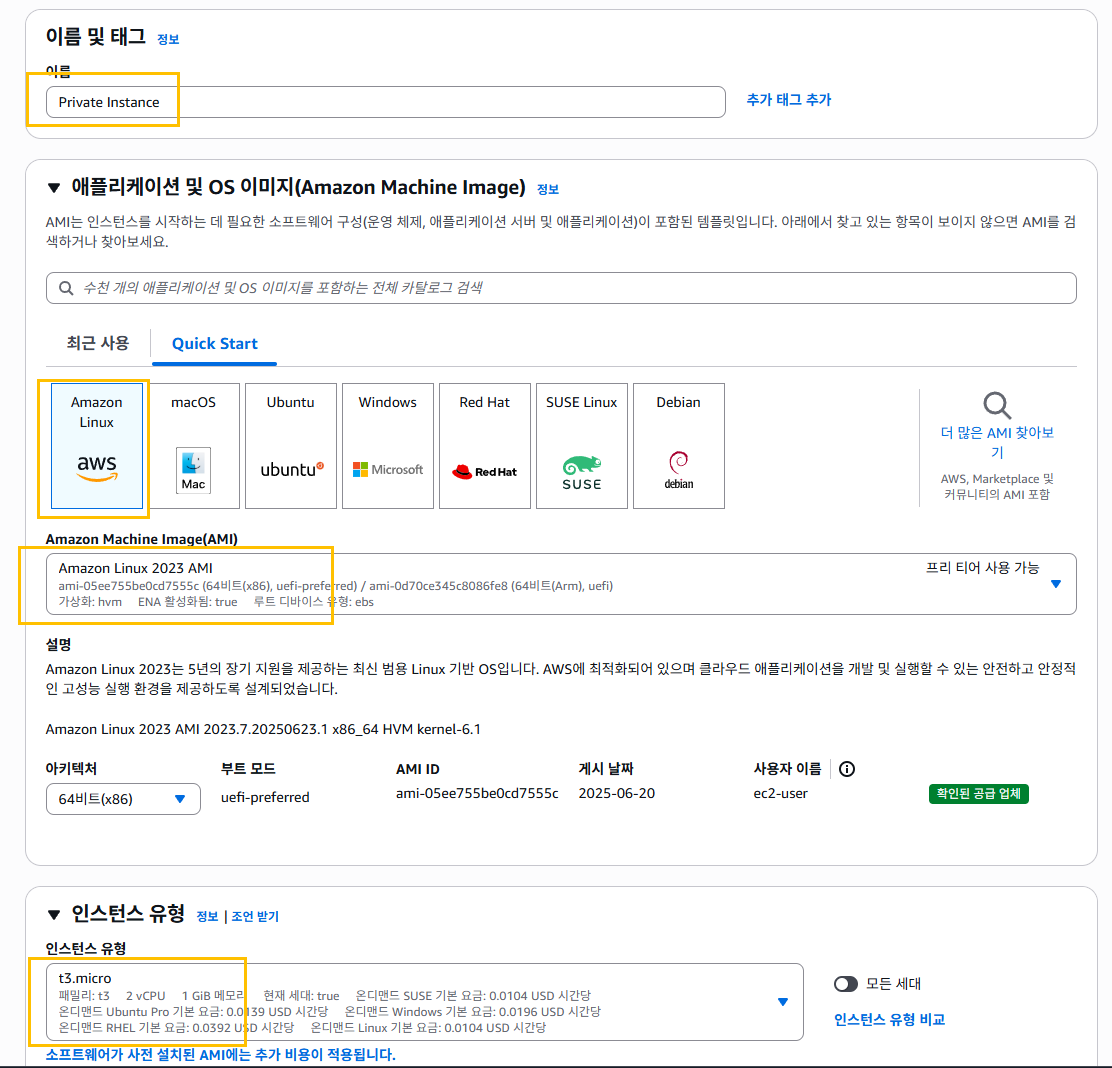 이름 및 태그 정보
이름
Private Instance
추가 태그 추가
애플리케이션 및 OS 이미지(Amazon Machine Image) 정보
AMI는 인스턴스를 시작하는 데 필요한 소프트웨어 구성(운영 체제, 애플리케이션 서버 및 애플리케이션)이 포함된 템플릿입니다. 아래에서 찾고 있는 항목이 보이지 않으면 AMI를 검
색하거나 찾아보세요.
수천 개의 애플리케이션 및 OS 이미지를 포함하는 전체 카탈로그 검색
최근 사용
Quick Start
Amazon
Linux
aws
macOS
Mac
Ubuntu
ubuntu
Windows
Microsoft
Red Hat
Red Hat
SUSE Linux
SUSE
Debian
debian
더 많은 AMI 찾아보
기
AWS, Marketplace 및
커뮤니티의 AMI 포함
Amazon Machine Image(AMI)
Amazon Linux 2023 AMI
프리 티어 사용 가능
ami-05ee755be0cd7555c (64비트(x86), uefi-preferred) / ami-0d70ce345c8086fe8 (64비트(Arm), uefi)
가상화: hvm ENA 활성화됨: true 루트 디바이스 유형: ebs
설명
Amazon Linux 2023는 5년의 장기 지원을 제공하는 최신 범용 Linux 기반 OS입니다. AWS에 최적화되어 있으며 클라우드 애플리케이션을 개발 및 실행할 수 있는 안전하고 안정적
인 고성능 실행 환경을 제공하도록 설계되었습니다.
Amazon Linux 2023 AMI 2023.7.20250623.1 x86_64 HVM kernel-6.1
아키텍처
64비트(x86)
부트 모드
uefi-preferred
AMI ID
ami-05ee755be0cd7555c
게시 날짜
2025-06-20
사용자 이름
ec2-user
확인된 공급 업체
인스턴스 유형 정보 | 조언 받기
인스턴스 유형
t3.micro
패밀리: t3 2 vCPU 1 GiB 메모리 현재 세대: true 온디맨드 SUSE 기본 요금: 0.0104 USD 시간당
온디맨드 Ubuntu Pro 기본 요금: 0.0139 USD 시간당 온디맨드 Windows 기본 요금: 0.0196 USD 시간당
온디맨드 RHEL 기본 요금: 0.0392 USD 시간당 온디맨드 Linux 기본 요금: 0.0104 USD 시간당
모든 세대
인스턴스 유형 비교
소프트웨어가 사전 설치된 AMI에는 추가 비용이 적용됩니다.